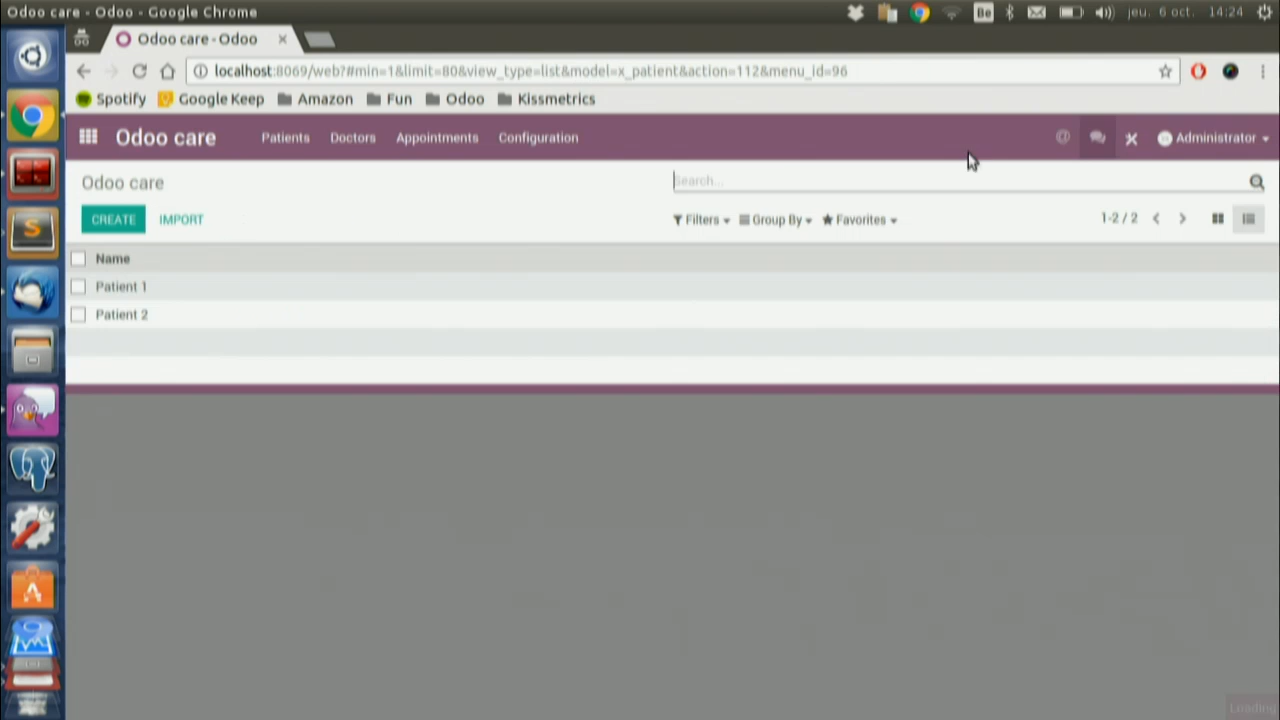 Odoo care - Odoo - Google Chrome
Be
jeu. 6 oct. 14:24
Odoo care - Odoo
localhost:8069/web?#min=1&limit=80&view_type=list&model=x_patient&action=112&menu_id=96
Spotify Google Keep Amazon Fun Odoo Kissmetrics
Odoo care Patients Doctors Appointments Configuration @ Administrator
Odoo care Search...
CREATE IMPORT Filters Group By Favorites 1-2 / 2
Name
Patient 1
Patient 2
Loading